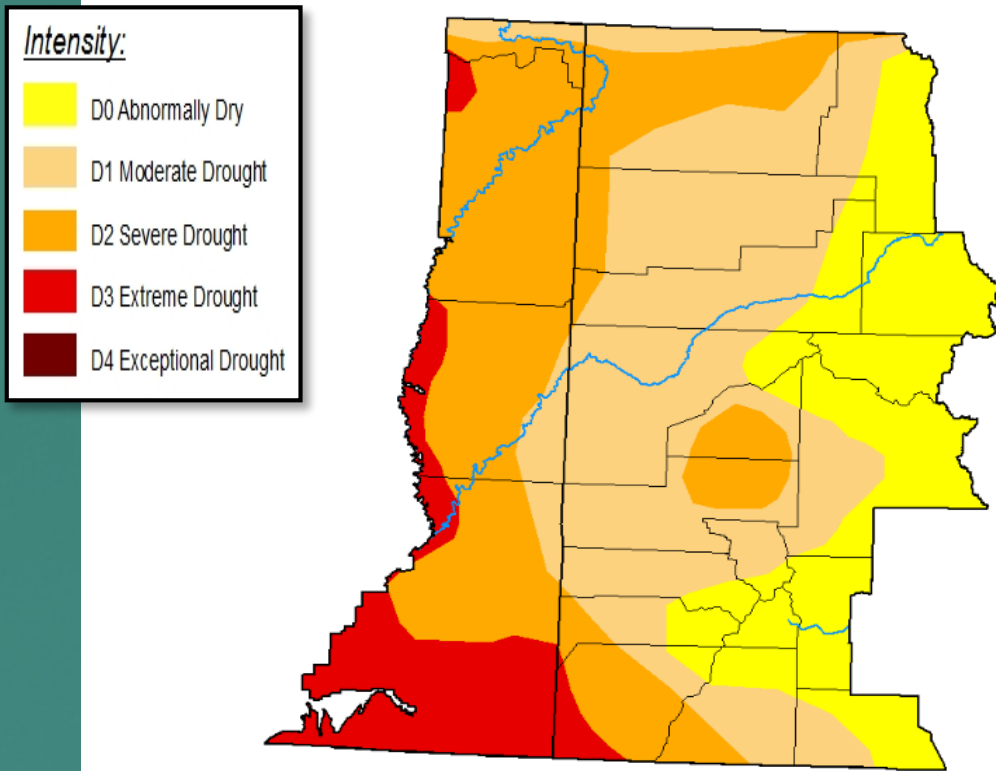 Intensity:
D0 Abnormally Dry
D1 Moderate Drought
D2 Severe Drought
D3 Extreme Drought
D4 Exceptional Drought